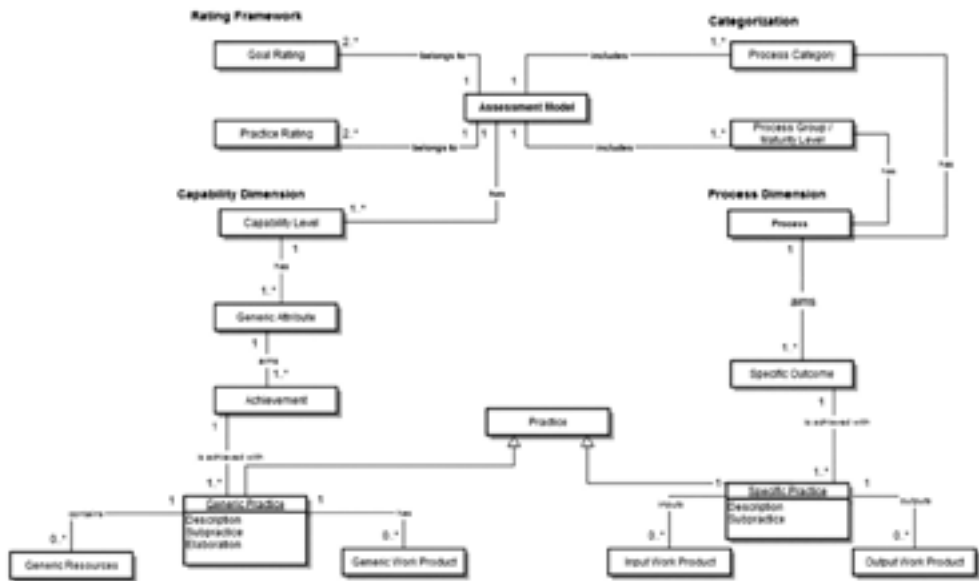 Rating Framework
Categorization
2..*
1..*
Goal Rating
belongs to
includes
Process Category
1
1
Assessment Model
Practice Rating
2..*
1
1
1
1..*
Process Group /
Maturity Level
belongs to
includes
has
has
has
Capability Dimension
Process Dimension
1..*
Capability Level
Process
1
1
has
aims
1..*
Generic Attribute
1
1..*
aims
1..*
Specific Outcome
Achievement
1
1
Practice
is achieved with
is achieved with
1..*
1..*
1
Generic Practice
1
1
Specific Practice
1
Description
Subpractice
Elaboration
Description
Subpractice
has
inputs
outputs
0..*
0..*
0..*
0..*
Generic Resources
Generic Work Product
Input Work Product
Output Work Product